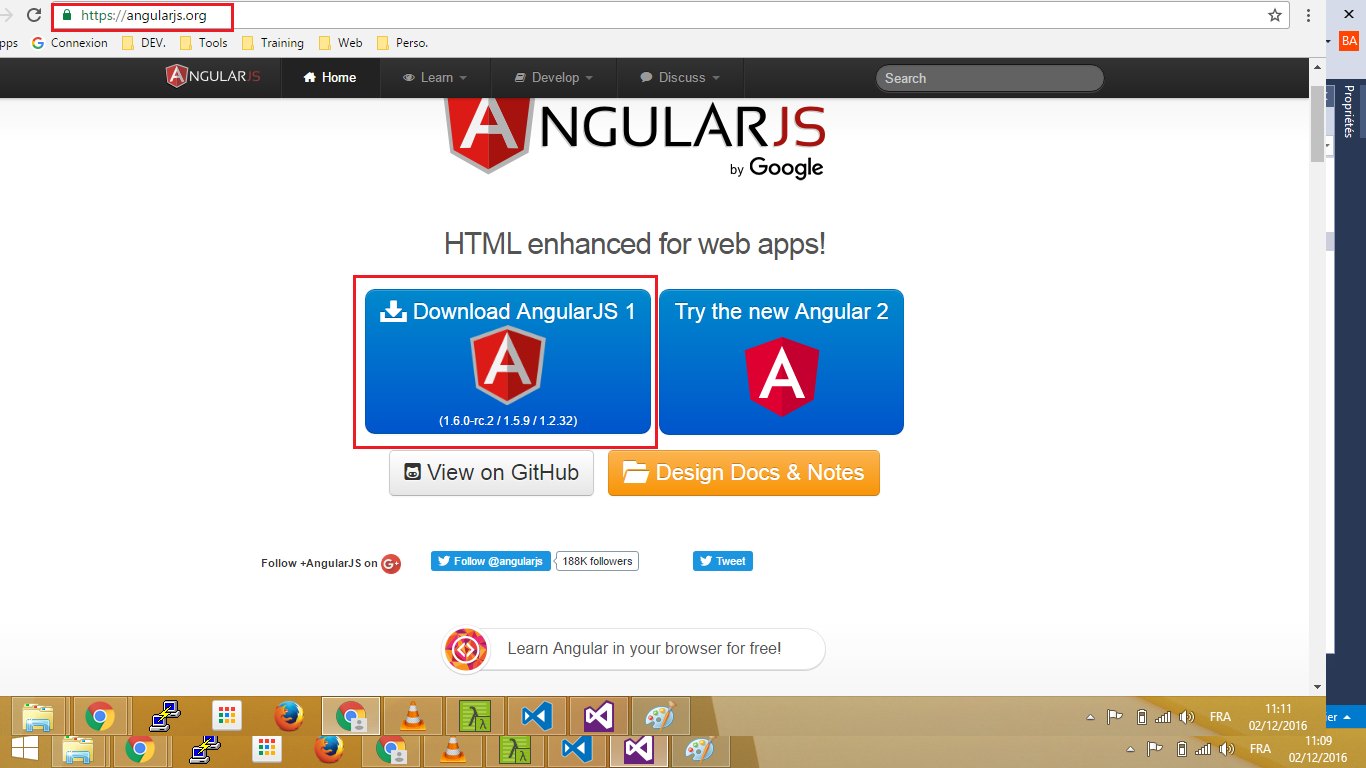 https://angularjs.org
BA
pps Connexion DEV. Tools Training Web Perso.
ANGULARJS Home Learn Develop Discuss Search
Propriétés
ANGULARJS
by Google
HTML enhanced for web apps!
Download AngularJS 1
(1.6.0-rc.2 / 1.5.9 / 1.2.32)
Try the new Angular 2
View on GitHub
Design Docs & Notes
Follow +AngularJS on G+
Follow @angularjs 188K followers
Tweet
Learn Angular in your browser for free!
FRA 11:11
02/12/2016
ier
FRA 11:09
02/12/2016